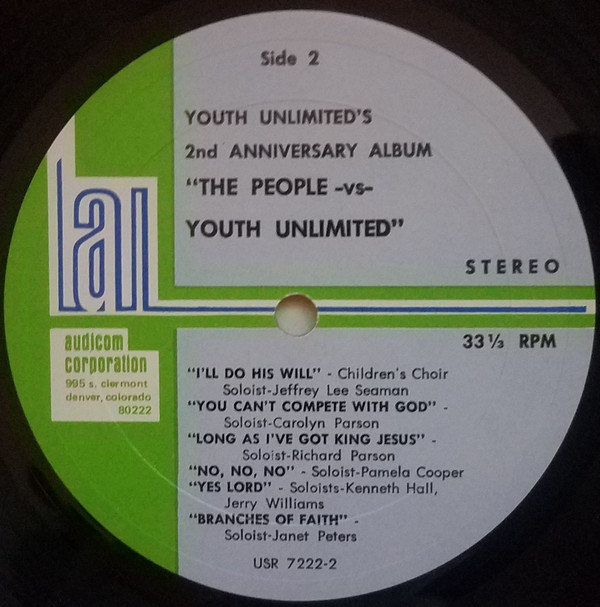 Side 2
YOUTH UNLIMITED'S
2nd ANNIVERSARY ALBUM
"THE PEOPLE -vs-
YOUTH UNLIMITED"
STEREO
lal
audicom
corporation
995 s. clermont
denver, colorado
80222
33⅓ RPM
"I'LL DO HIS WILL" - Children's Choir
Soloist-Jeffrey Lee Seaman
"YOU CAN'T COMPETE WITH GOD" -
Soloist-Carolyn Parson
"LONG AS I'VE GOT KING JESUS" -
Soloist-Richard Parson
"NO, NO, NO" - Soloist-Pamela Cooper
"YES LORD" - Soloists-Kenneth Hall,
Jerry Williams
"BRANCHES OF FAITH" -
Soloist-Janet Peters
USR 7222-2